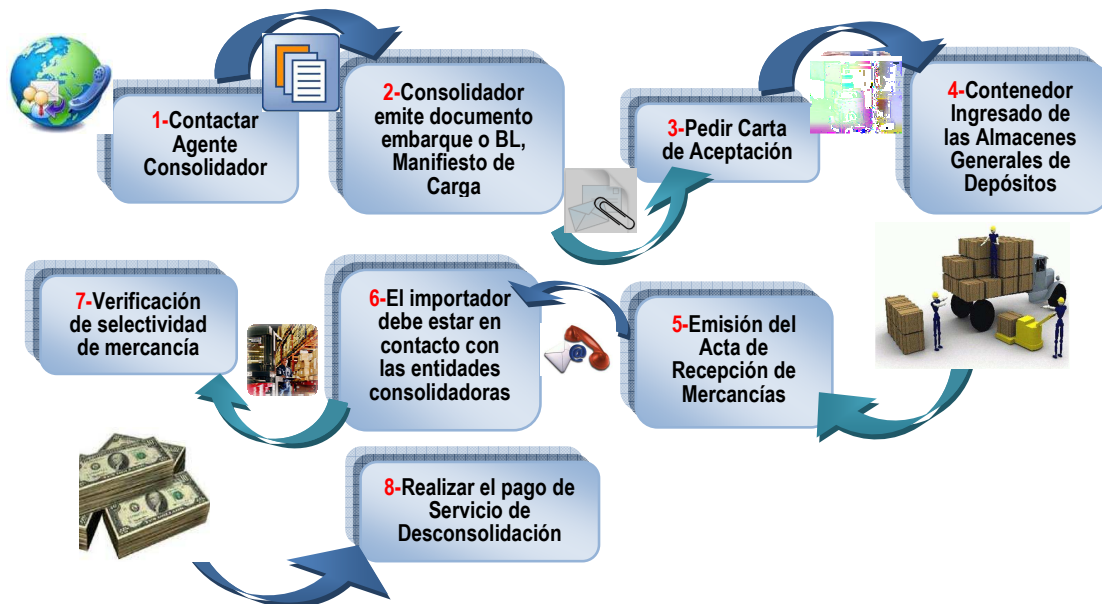 1-Contactar
Agente
Consolidador
2-Consolidador
emite documento
embarque o BL,
Manifiesto de
Carga
3-Pedir Carta
de Aceptación
4-Contenedor
Ingresado de
las Almacenes
Generales de
Depósitos
5-Emisión del
Acta de
Recepción de
Mercancías
6-El importador
debe estar en
contacto con
las entidades
consolidadoras
7-Verificación
de selectividad
de mercancía
8-Realizar el pago de
Servicio de
Desconsolidación